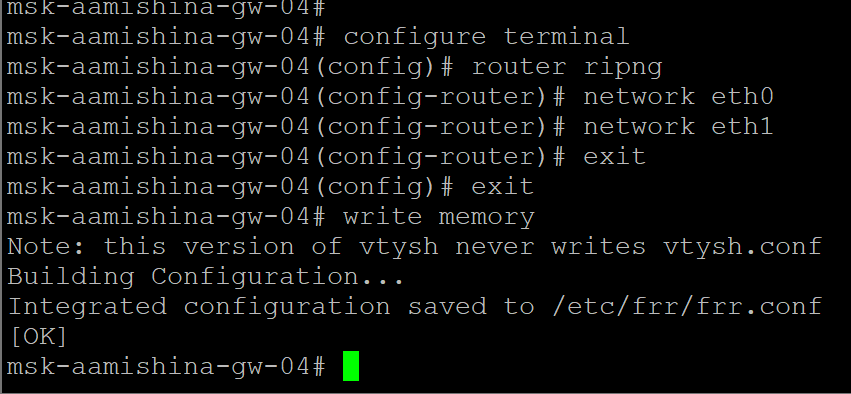 msk-aamishina-gw-04#
msk-aamishina-gw-04# configure terminal
msk-aamishina-gw-04(config)# router ripng
msk-aamishina-gw-04(config-router)# network eth0
msk-aamishina-gw-04(config-router)# network eth1
msk-aamishina-gw-04(config-router)# exit
msk-aamishina-gw-04(config)# exit
msk-aamishina-gw-04# write memory
Note: this version of vtysh never writes vtysh.conf
Building Configuration...
Integrated configuration saved to /etc/frr/frr.conf
[OK]
msk-aamishina-gw-04#